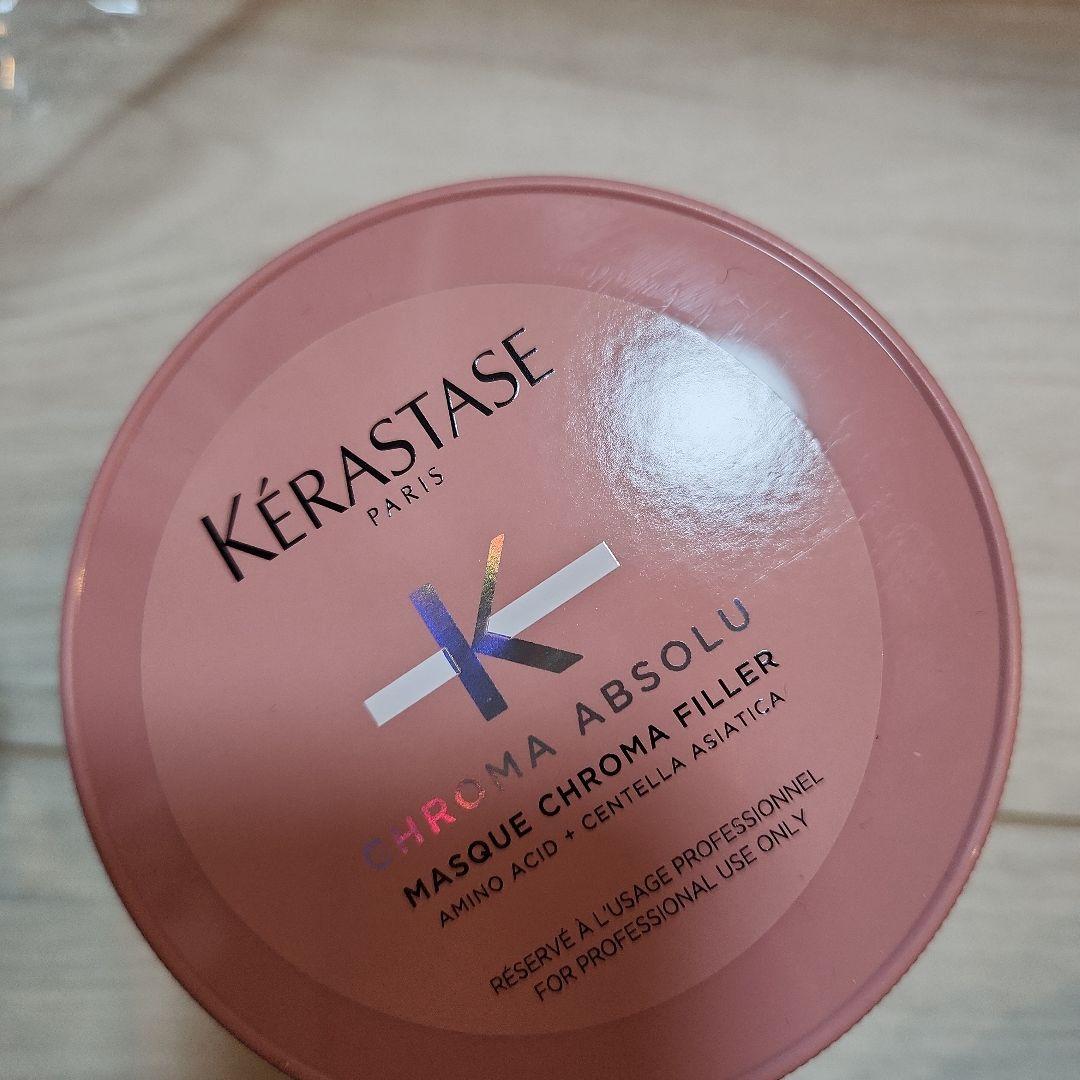 KÉRASTASE
PARIS
K
CHROMA ABSOLU
MASQUE CHROMA FILLER
AMINO ACID + CENTELLA ASIATICA
RÉSERVÉ À L'USAGE PROFESSIONNEL
FOR PROFESSIONAL USE ONLY